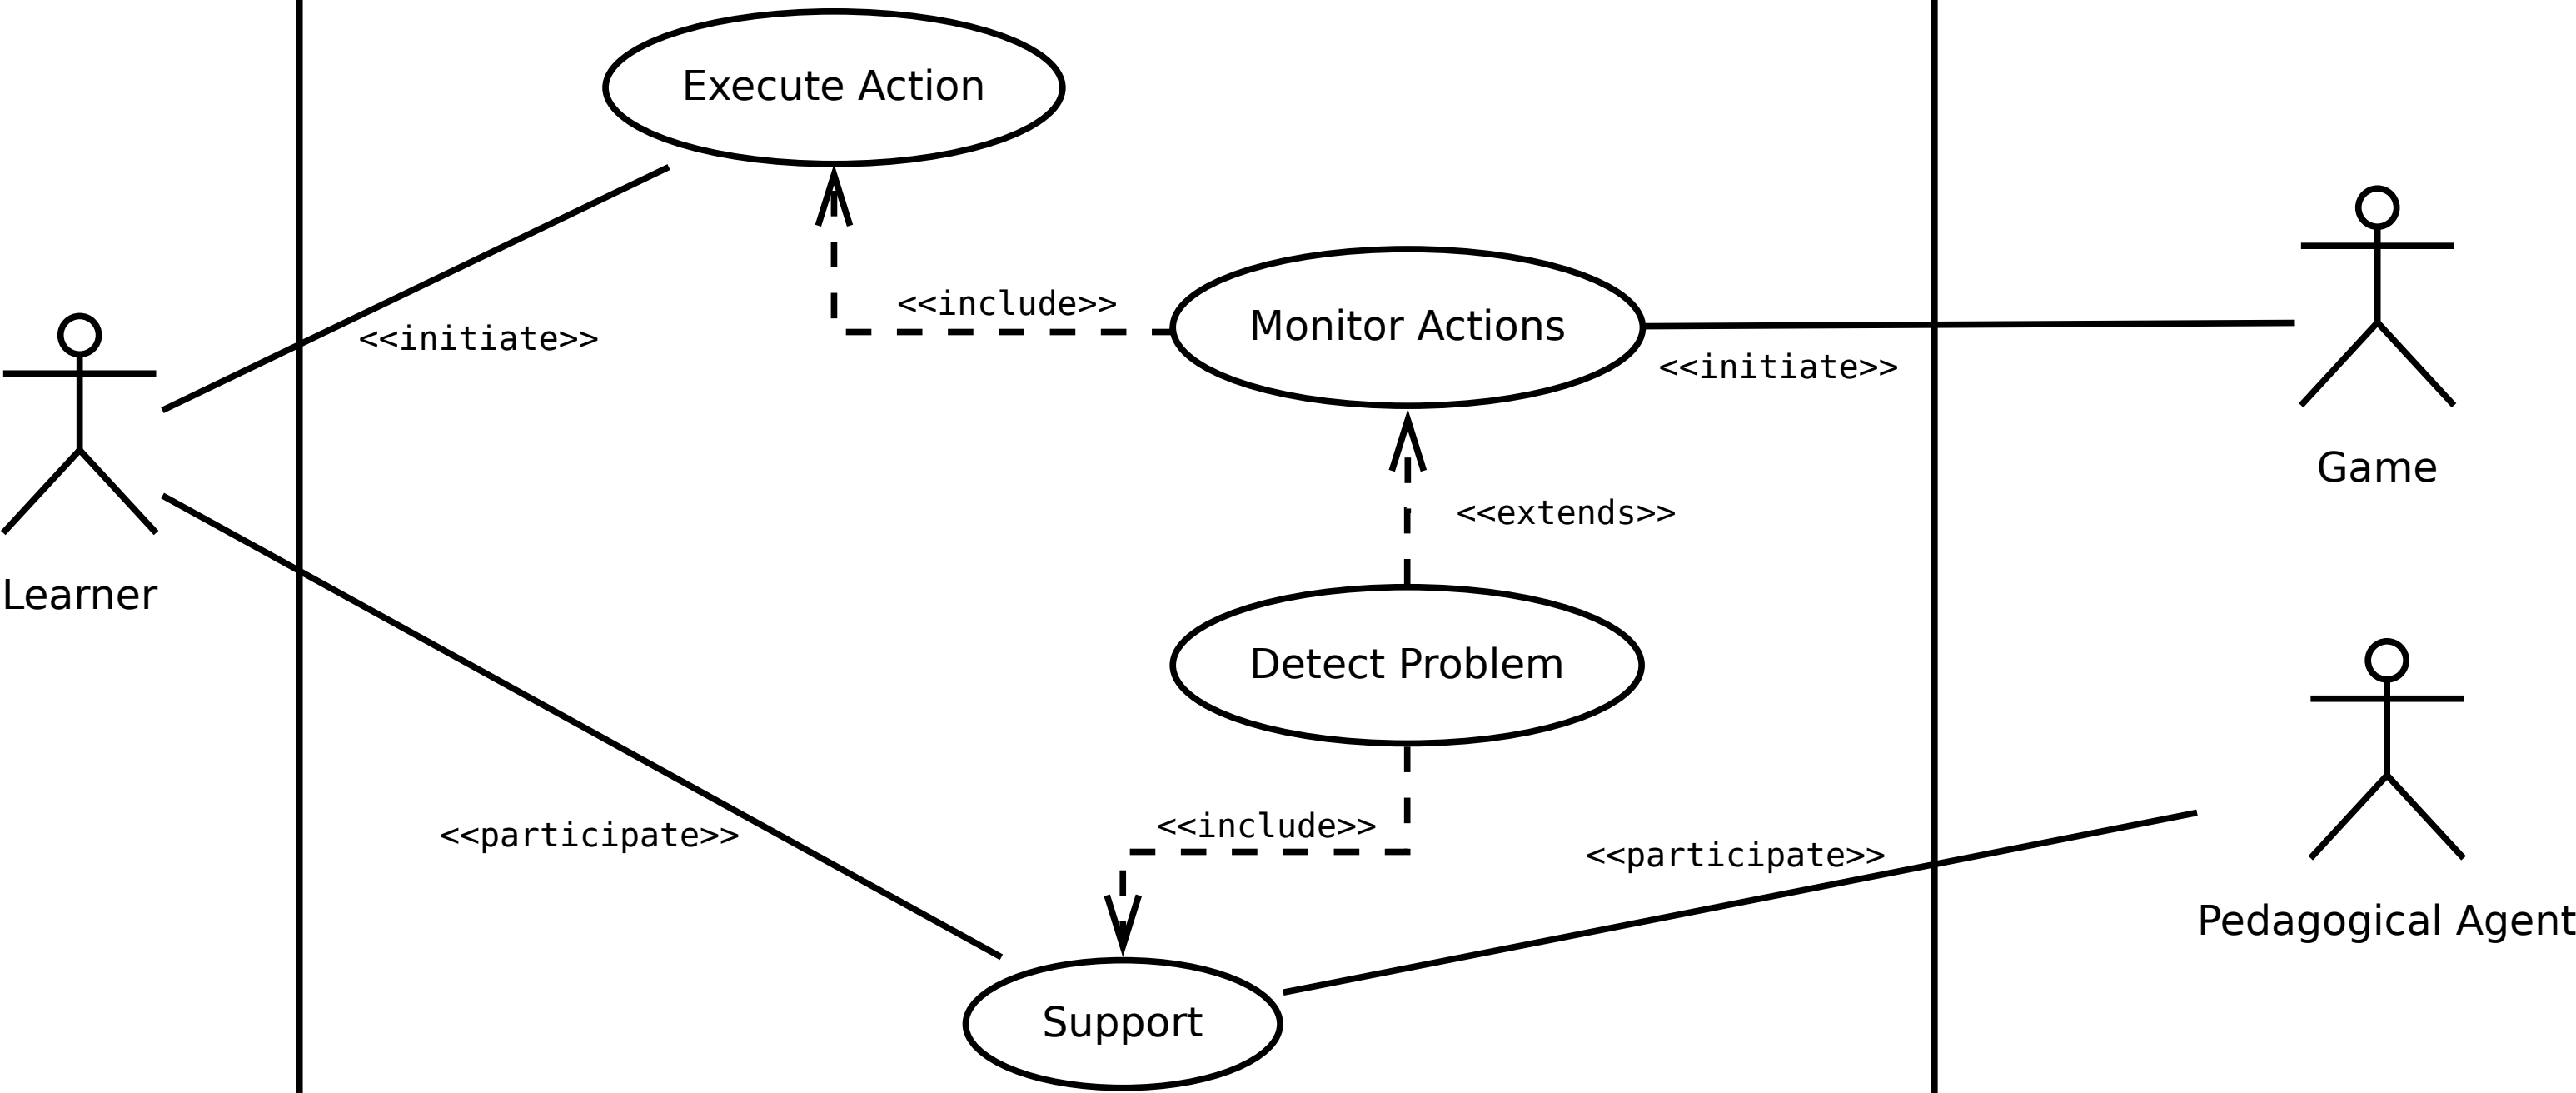 Execute Action
<<include>>
<<initiate>>
Monitor Actions
<<initiate>>
Game
<<extends>>
Learner
Detect Problem
<<include>>
<<participate>>
<<participate>>
Pedagogical Agent
Support